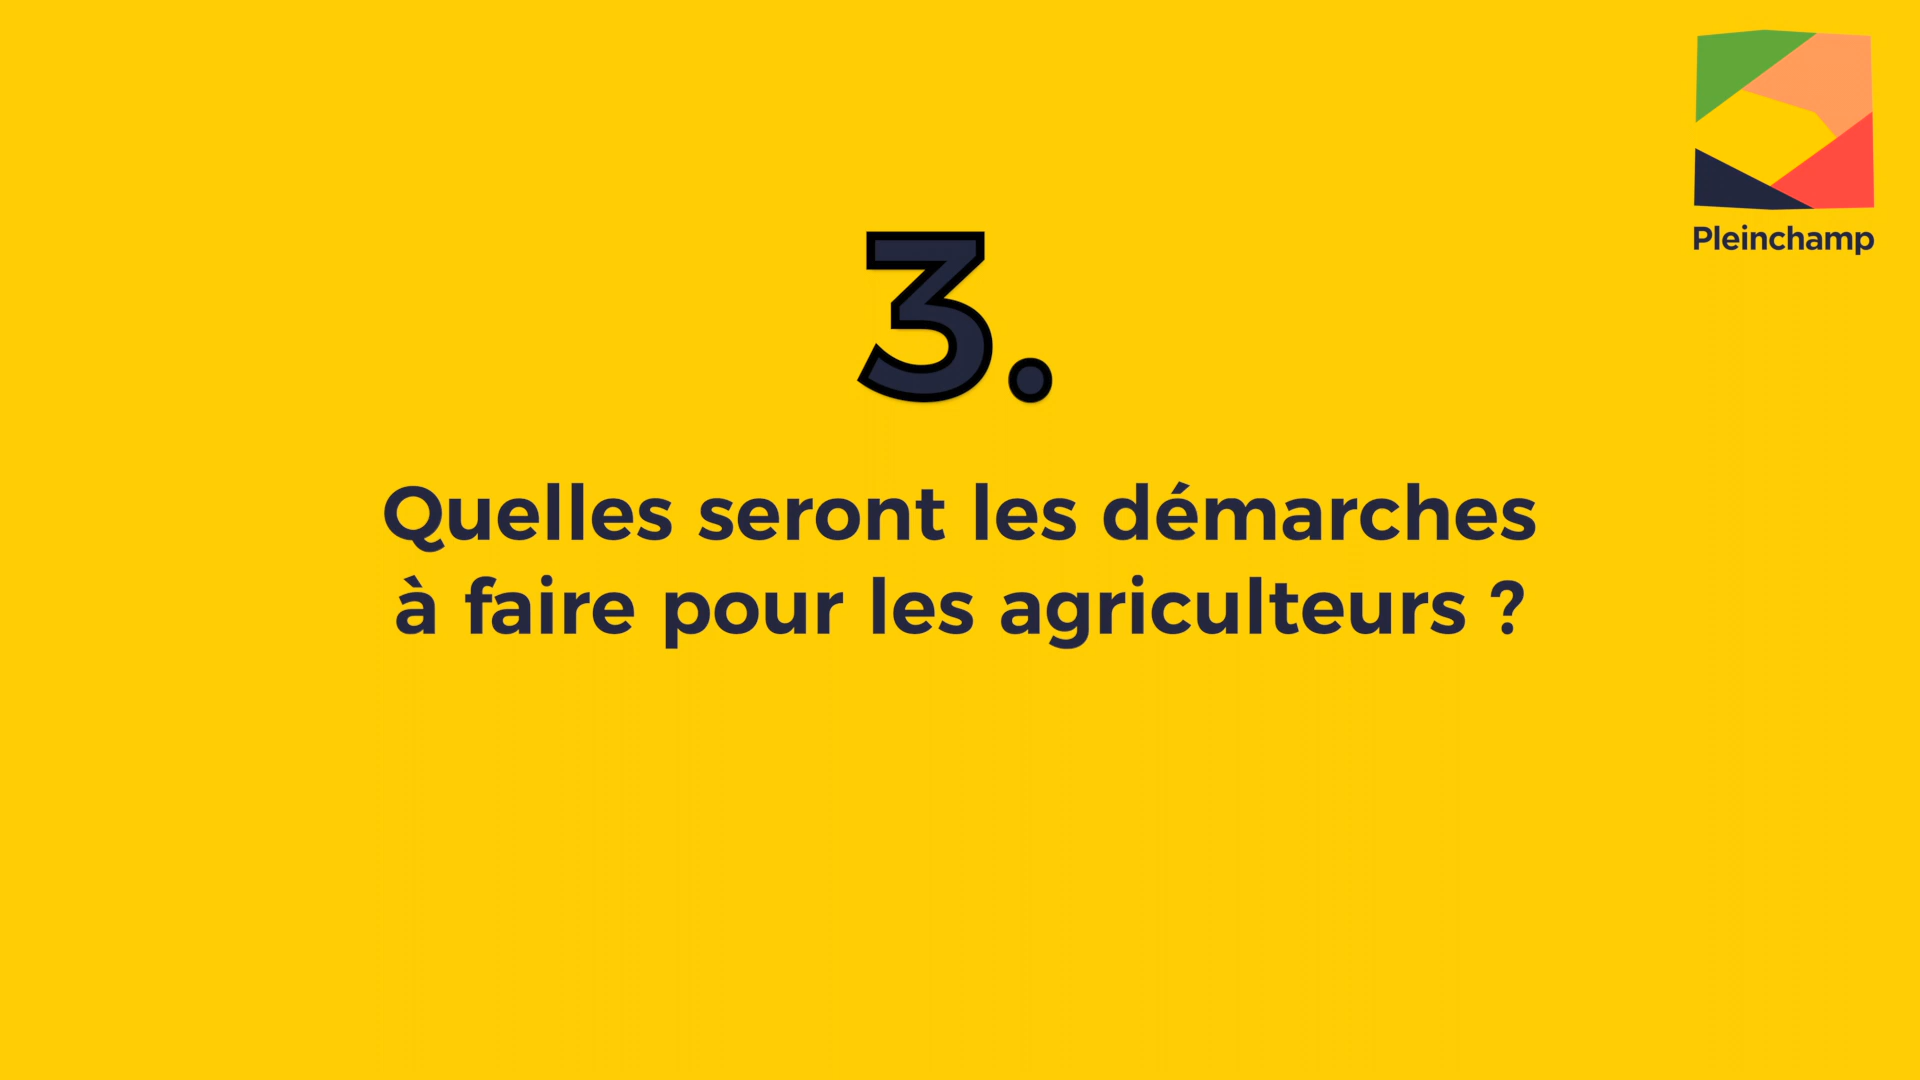 Pleinchamp
3.
Quelles seront les démarches
à faire pour les agriculteurs ?